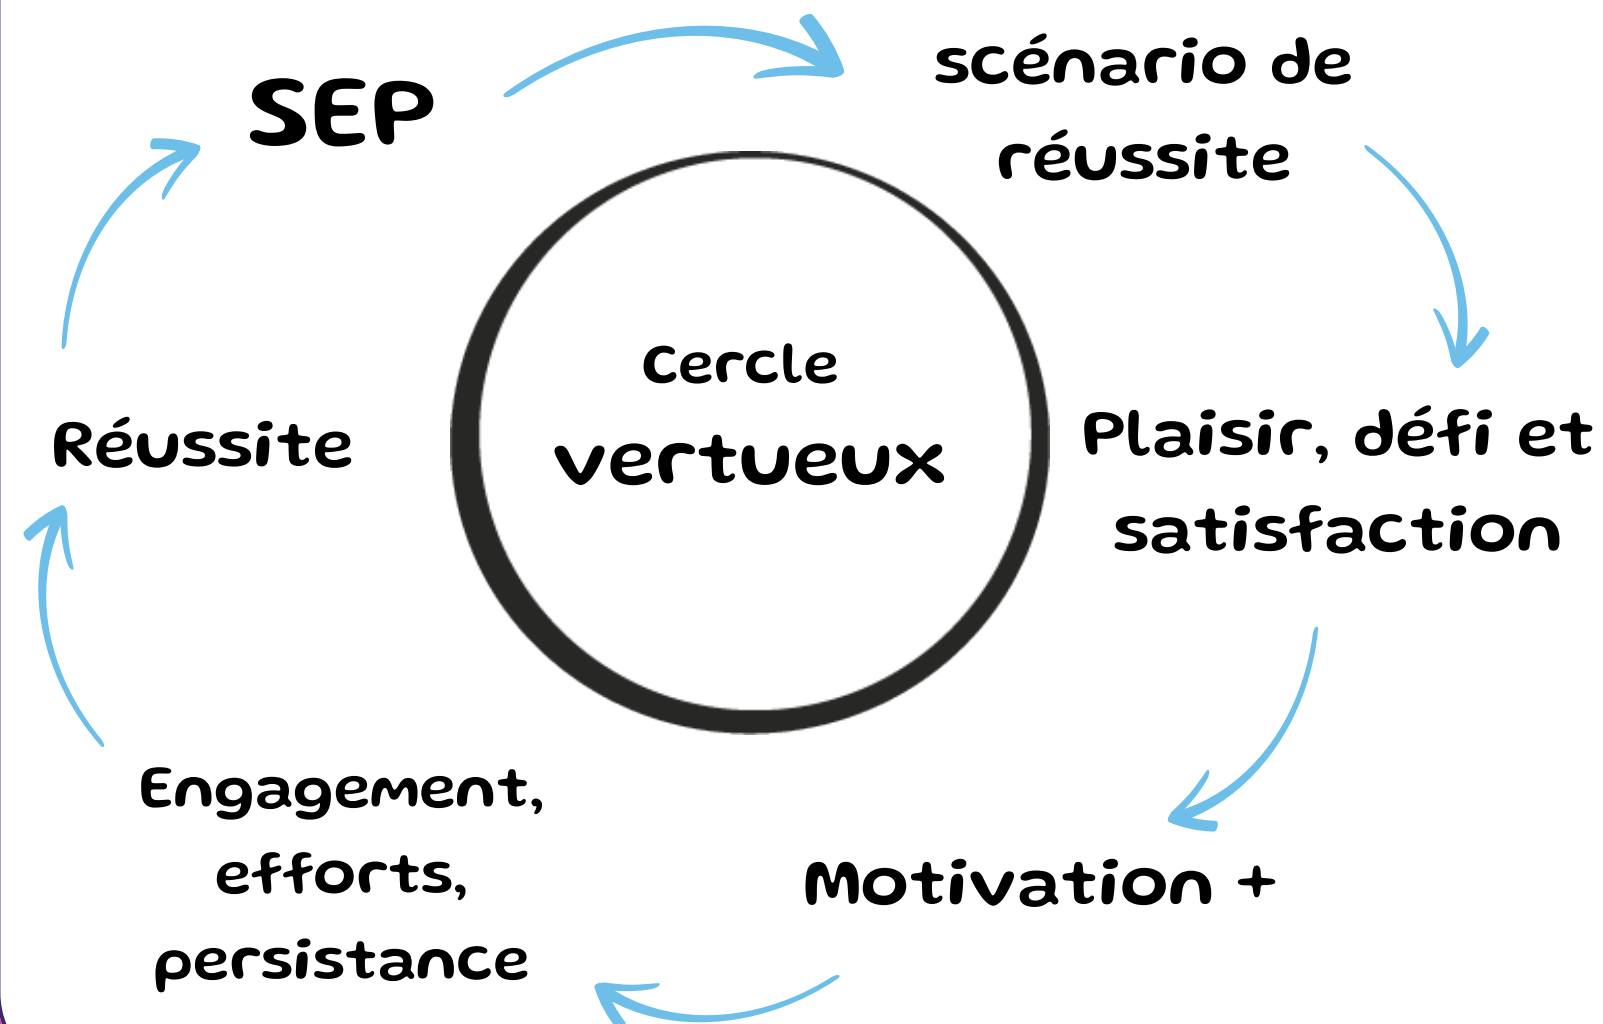 SEP
scénario de
réussite
Plaisir, défi et
satisfaction
Motivation +
Engagement,
efforts,
persistance
Réussite
Cercle
vertueux